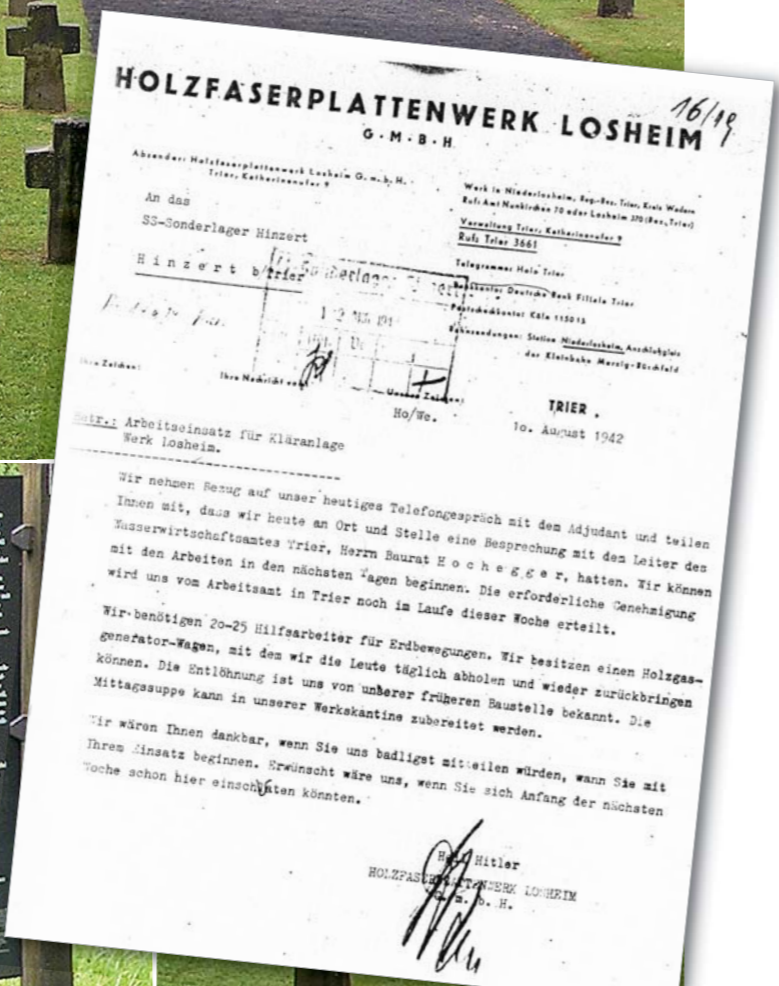 16/19
HOLZFASERPLATTENWERK LOSHEIM
G·M·B·H
Absender: Holzfaserplattenwerk Losheim G. m. b. H.
Trier, Katharinenufer 9
An das
SS-Sonderlager Hinzert
Hinzert b/Trier
Werk in Niederlosheim, Reg.-Bez. Trier, Kreis Wadern
Ruf: Amt Nunkirchen 70 oder Losheim 370 (Bez. Trier)
Verwaltung Trier, Katharinenufer 9
Ruf: Trier 3661
Telegramme: Holo Trier
Bankkonto: Deutsche Bank Filiale Trier
Postscheckkonto: Köln 115015
Bahnsendungen: Station Niederlosheim, Anschlußgleis
der Kleinbahn Merzig-Büschfeld
Ihre Zeichen:
Ihre Nachricht vom
Unsere Zeichen:
Ho/We.
TRIER,
10. August 1942
Betr.: Arbeitseinsatz für Kläranlage
Werk Losheim.
Wir nehmen Bezug auf unser heutiges Telefongespräch mit dem Adjudant und teilen
Ihnen mit, dass wir heute an Ort und Stelle eine Besprechung mit dem Leiter des
Wasserwirtschaftsamtes Trier, Herrn Baurat H o c h e g g e r, hatten. Wir können
mit den Arbeiten in den nächsten Tagen beginnen. Die erforderliche Genehmigung
wird uns vom Arbeitsamt in Trier noch im Laufe dieser Woche erteilt.
Wir benötigen 20-25 Hilfsarbeiter für Erdbewegungen. Wir besitzen einen Holzgas-
generator-Wagen, mit dem wir die Leute täglich abholen und wieder zurückbringen
können. Die Entlöhnung ist uns von unserer früheren Baustelle bekannt. Die
Mittagssuppe kann in unserer Werkskantine zubereitet werden.
Wir wären Ihnen dankbar, wenn Sie uns badligst mitteilen würden, wann Sie mit
Ihrem Einsatz beginnen. Erwünscht wäre uns, wenn Sie sich Anfang der nächsten
Woche schon hier einschalten könnten.
Heil Hitler
HOLZFASERPLATTENWERK LOSHEIM
G. m. b. H.